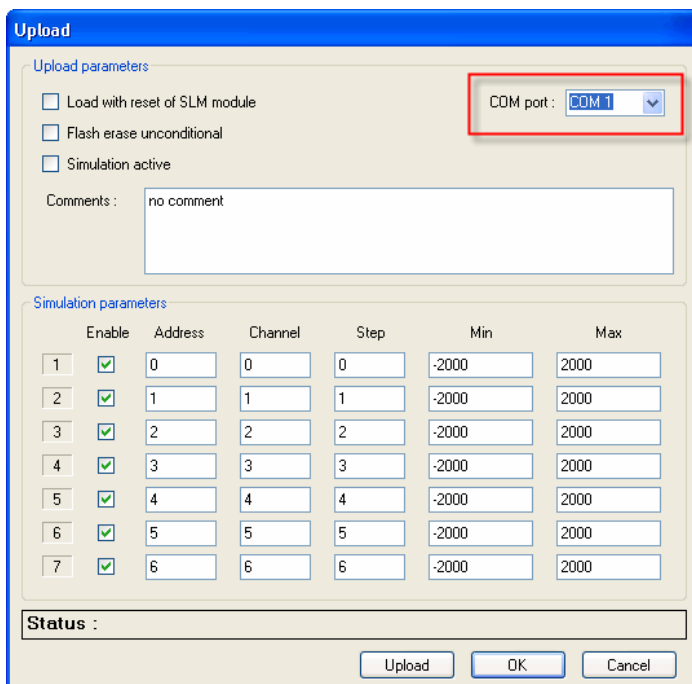 Upload
Upload parameters
Load with reset of SLM module
COM port : COM 1
Flash erase unconditional
Simulation active
Comments : no comment
Simulation parameters
Enable Address Channel Step Min Max
1 0 0 0 -2000 2000
2 1 1 1 -2000 2000
3 2 2 2 -2000 2000
4 3 3 3 -2000 2000
5 4 4 4 -2000 2000
6 5 5 5 -2000 2000
7 6 6 6 -2000 2000
Status :
Upload OK Cancel